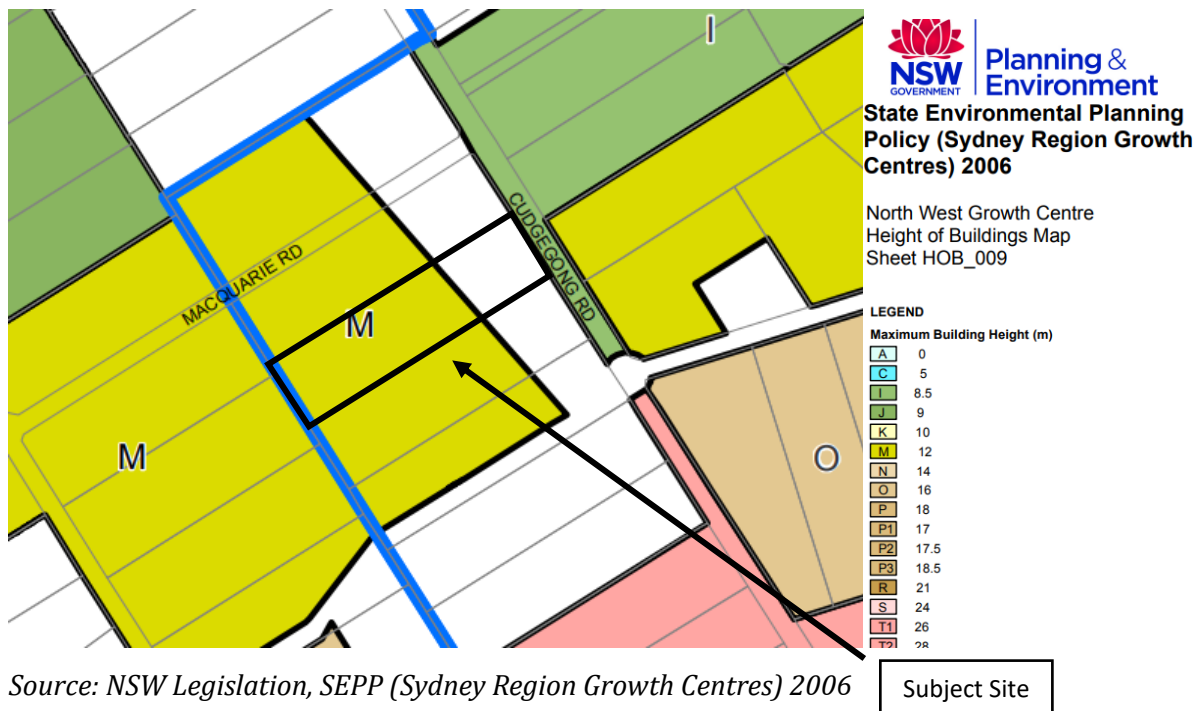 I
CUDGEGONG RD
MACQUARIE RD
M
M
O
NSW
GOVERNMENT
Planning &
Environment
State Environmental Planning
Policy (Sydney Region Growth
Centres) 2006
North West Growth Centre
Height of Buildings Map
Sheet HOB_009
LEGEND
Maximum Building Height (m)
A 0
C 5
I 8.5
J 9
K 10
M 12
N 14
O 16
P 18
P1 17
P2 17.5
P3 18.5
R 21
S 24
T1 26
T2 28
Source: NSW Legislation, SEPP (Sydney Region Growth Centres) 2006
Subject Site